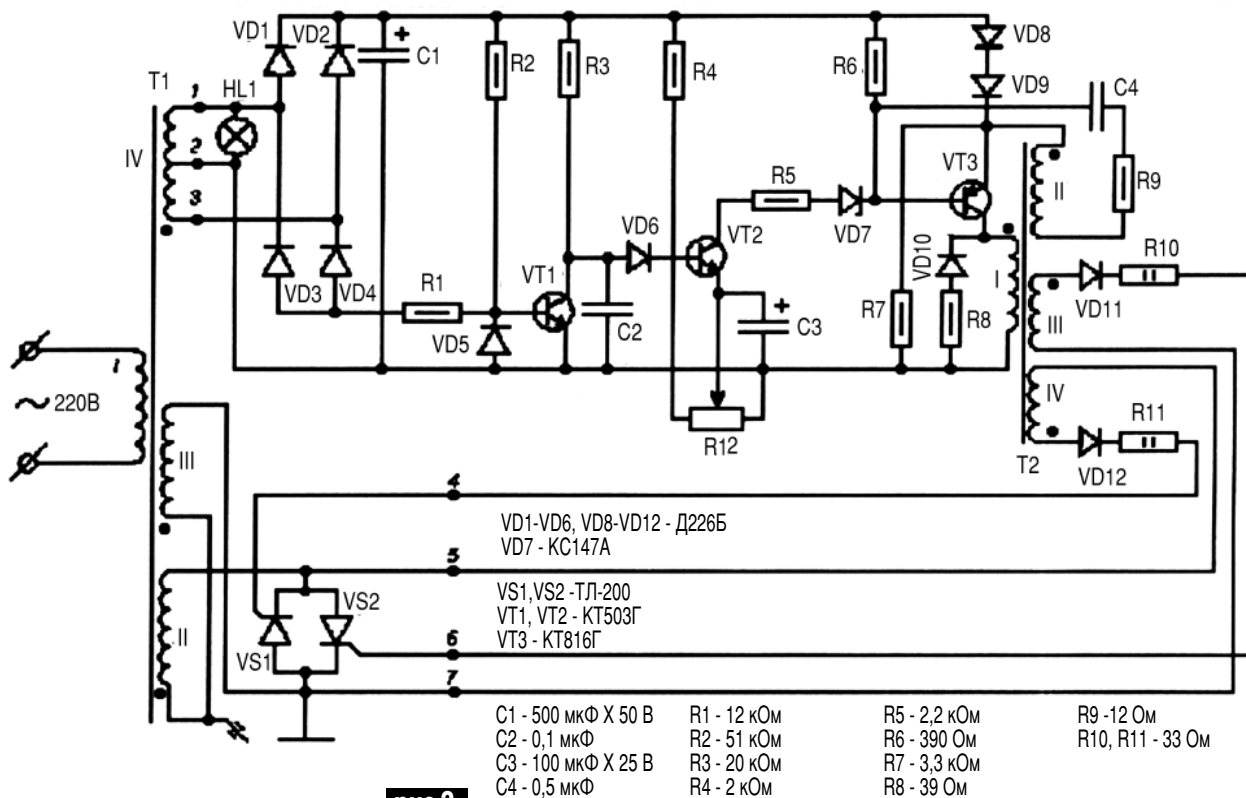 VD1
VD2
C1
R2
R3
R4
R6
VD8
VD9
C4
T1
1
HL1
2
IV
3
VD3
VD4
R1
VT1
VD5
VD6
C2
VT2
C3
R5
VD7
VT3
II
R9
VD10
R7
R8
I
R10
VD11
III
IV
R11
VD12
T2
R12
I
~ 220В
III
4
VD1-VD6, VD8-VD12 - Д226Б
VD7 - КС147А
5
VS1,VS2 -ТЛ-200
VT1, VT2 - КТ503Г
VT3 - КТ816Г
VS2
VS1
6
II
7
C1 - 500 мкФ X 50 В
C2 - 0,1 мкФ
C3 - 100 мкФ X 25 В
C4 - 0,5 мкФ
R1 - 12 кОм
R2 - 51 кОм
R3 - 20 кОм
R4 - 2 кОм
R5 - 2,2 кОм
R6 - 390 Ом
R7 - 3,3 кОм
R8 - 39 Ом
R9 -12 Ом
R10, R11 - 33 Ом